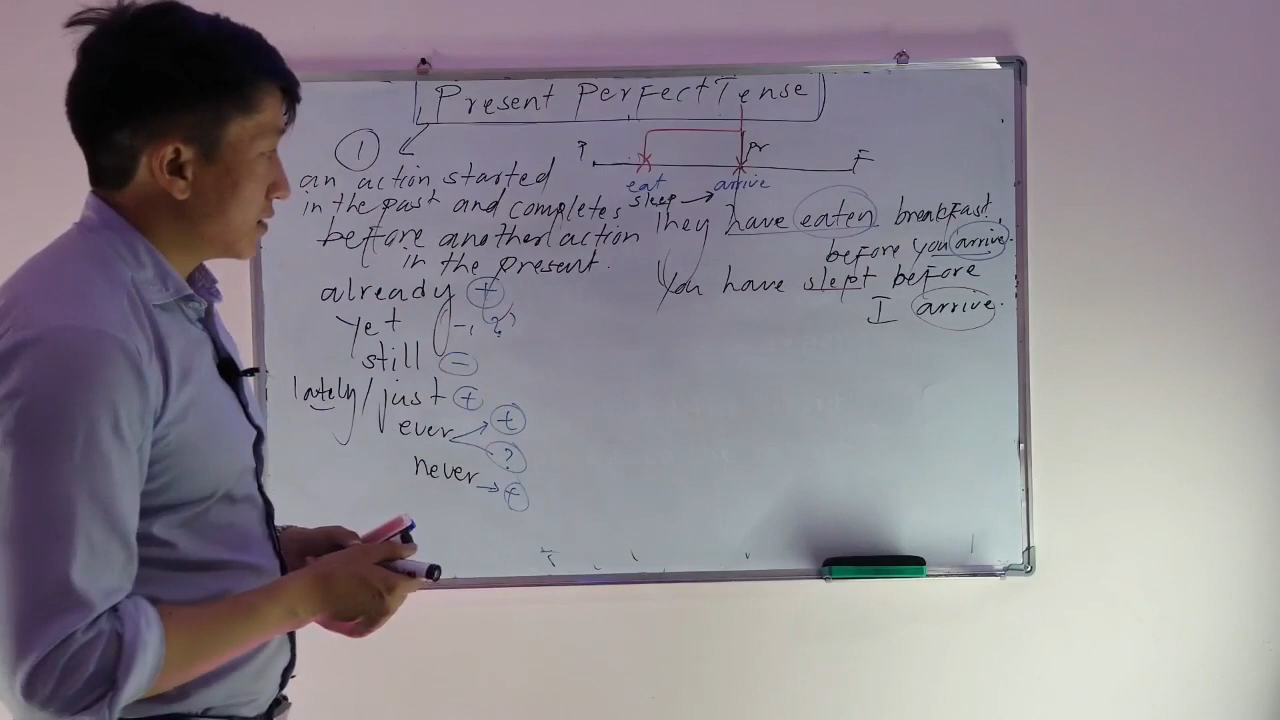 Present Perfect Tense
1
an action started
in the past and completes
before another action
in the present.
already +
yet -, ?
still -
lately / just +
ever + ?
never → +
P Pr F
eat arrive
sleep →
They have eaten breakfast
before you arrive.
You have slept before
I arrive.